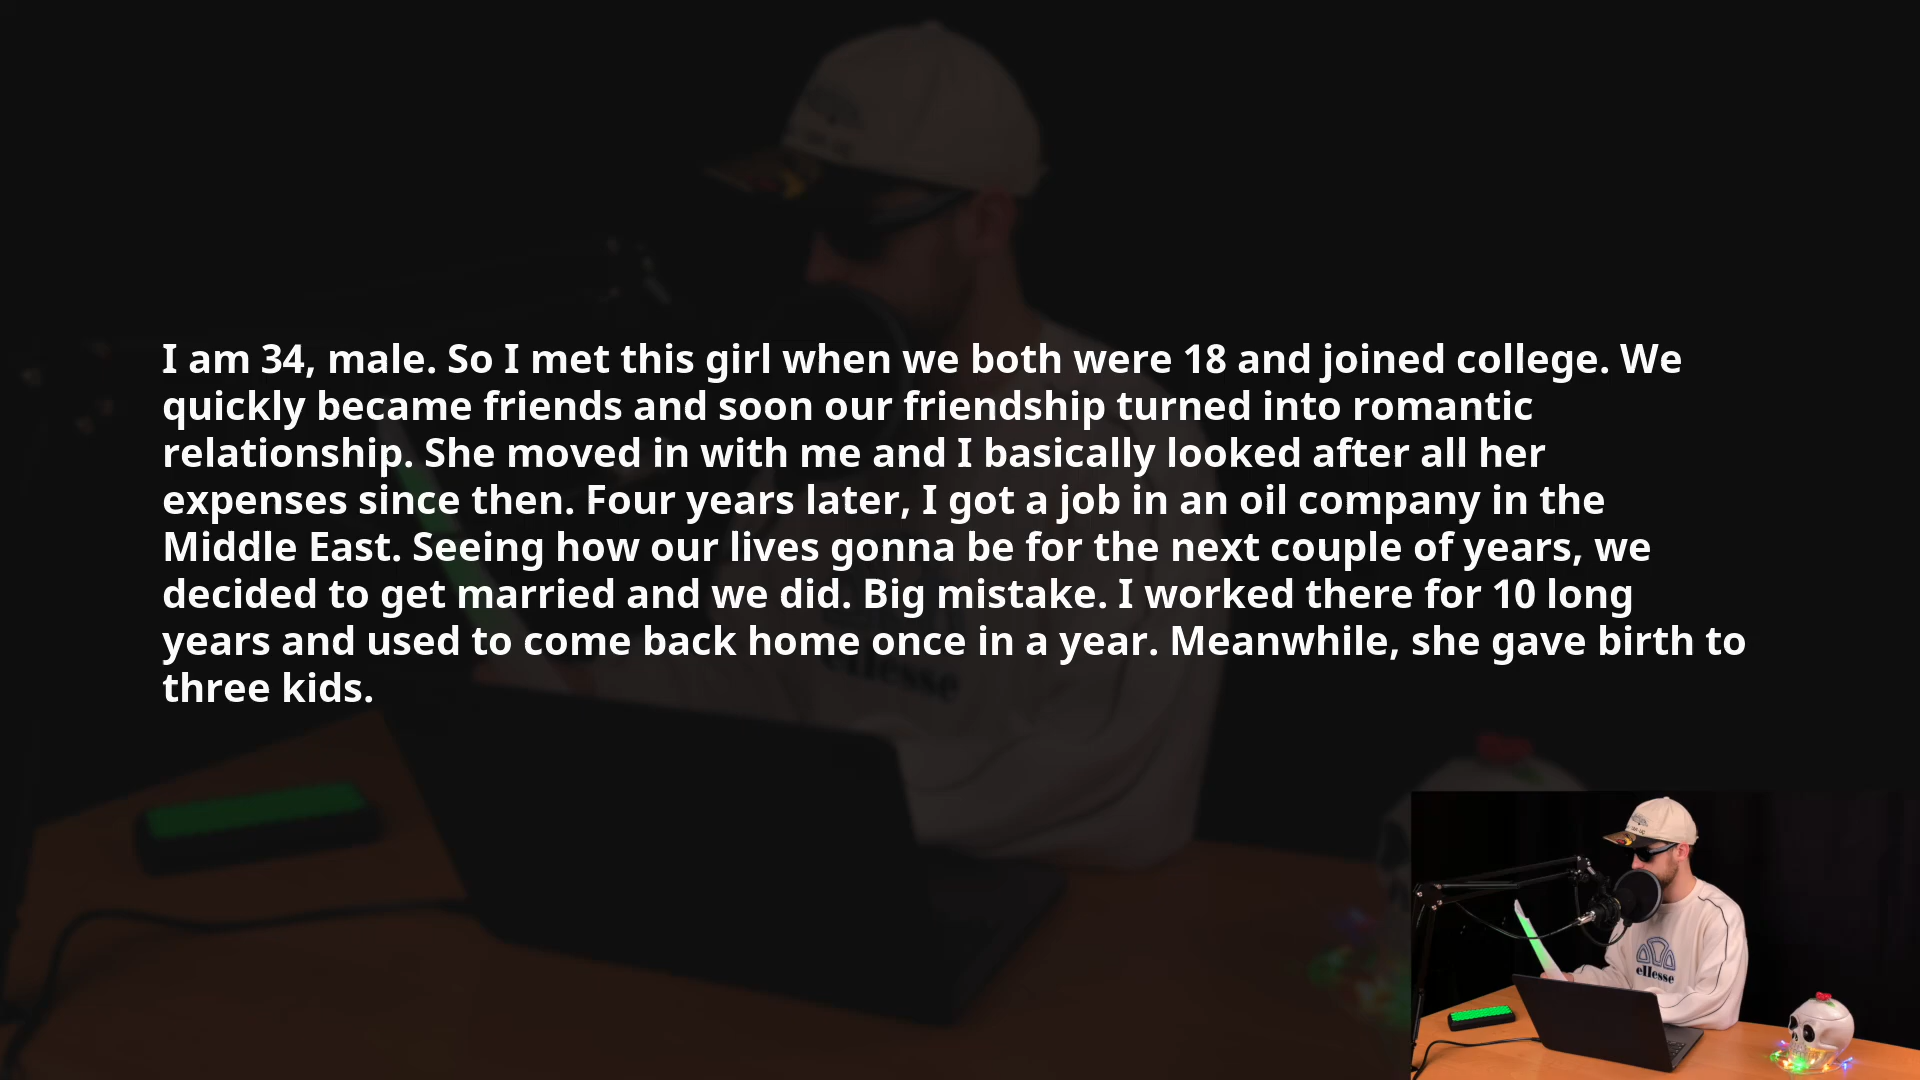 I am 34, male. So I met this girl when we both were 18 and joined college. We
quickly became friends and soon our friendship turned into romantic
relationship. She moved in with me and I basically looked after all her
expenses since then. Four years later, I got a job in an oil company in the
Middle East. Seeing how our lives gonna be for the next couple of years, we
decided to get married and we did. Big mistake. I worked there for 10 long
years and used to come back home once in a year. Meanwhile, she gave birth to
three kids.
ellesse
ellesse